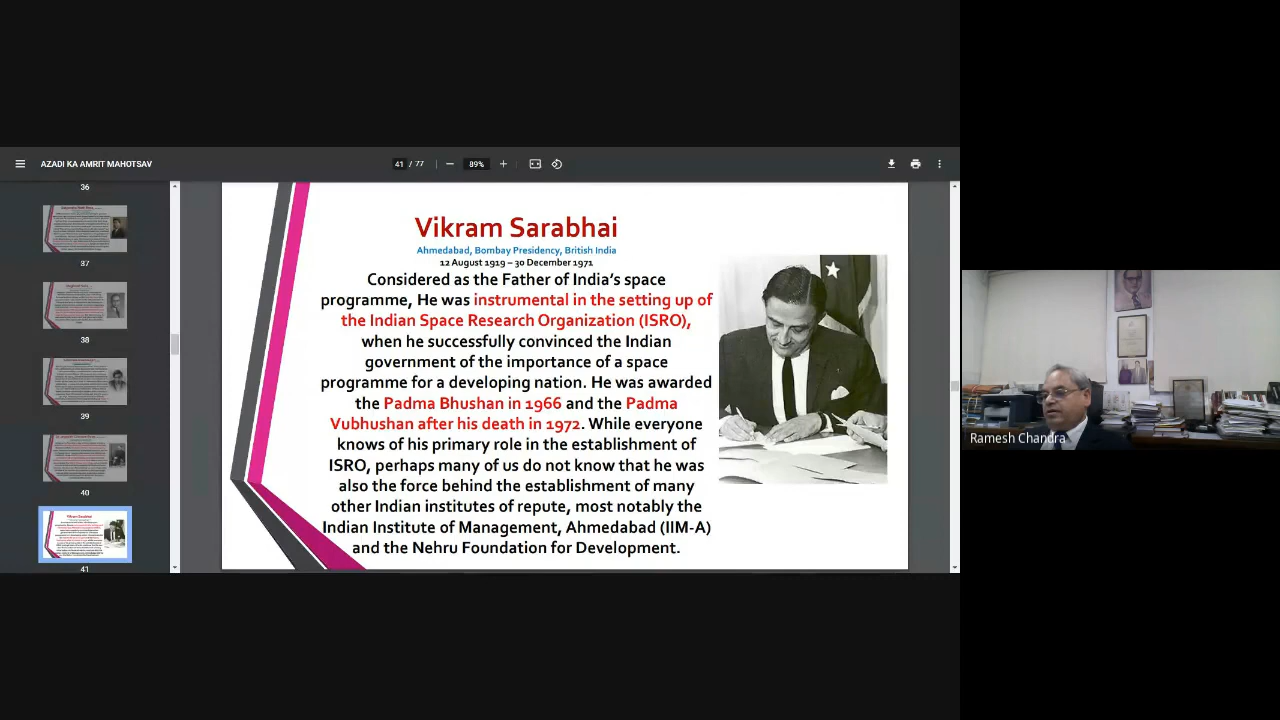 AZADI KA AMRIT MAHOTSAV
41 / 77
89%
36
37
38
39
40
Vikram Sarabhai
41
Vikram Sarabhai
Ahmedabad, Bombay Presidency, British India
12 August 1919 – 30 December 1971
Considered as the Father of India's space
programme, He was instrumental in the setting up of
the Indian Space Research Organization (ISRO),
when he successfully convinced the Indian
government of the importance of a space
programme for a developing nation. He was awarded
the Padma Bhushan in 1966 and the Padma
Vubhushan after his death in 1972. While everyone
knows of his primary role in the establishment of
ISRO, perhaps many of us do not know that he was
also the force behind the establishment of many
other Indian institutes of repute, most notably the
Indian Institute of Management, Ahmedabad (IIM-A)
and the Nehru Foundation for Development.
Ramesh Chandra